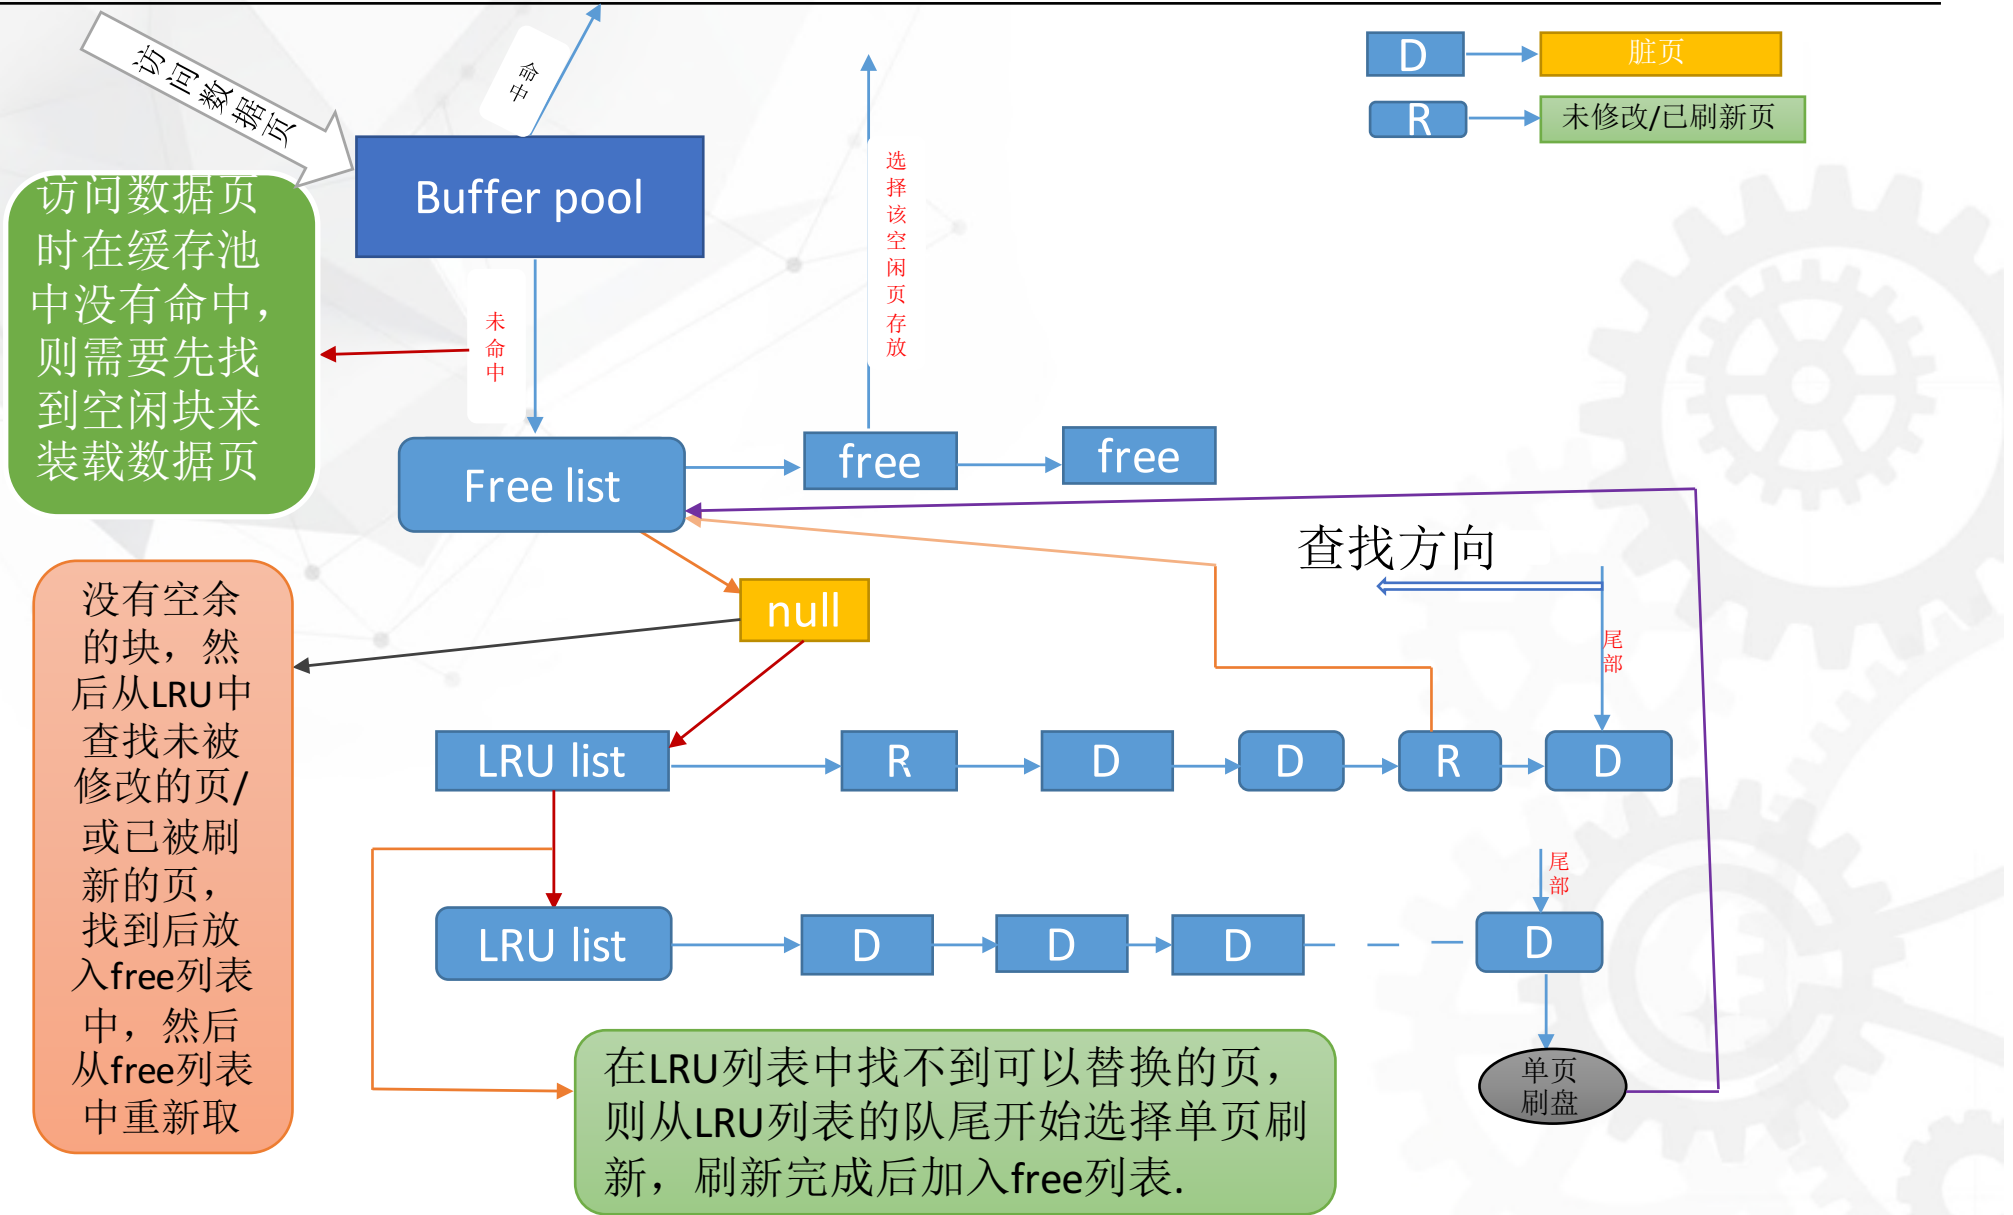 访问数据页
命
中
D
脏页
R
未修改/已刷新页
Buffer pool
访问数据页
时在缓存池
中没有命中，
则需要先找
到空闲块来
装载数据页
未
命
中
选
择
该
空
闲
页
存
放
Free list
free
free
查找方向
null
尾
部
没有空余
的块，然
后从LRU中
查找未被
修改的页/
或已被刷
新的页，
找到后放
入free列表
中，然后
从free列表
中重新取
LRU list
R
D
D
R
D
尾
部
LRU list
D
D
D
D
单页
刷盘
在LRU列表中找不到可以替换的页，
则从LRU列表的队尾开始选择单页刷
新，刷新完成后加入free列表.